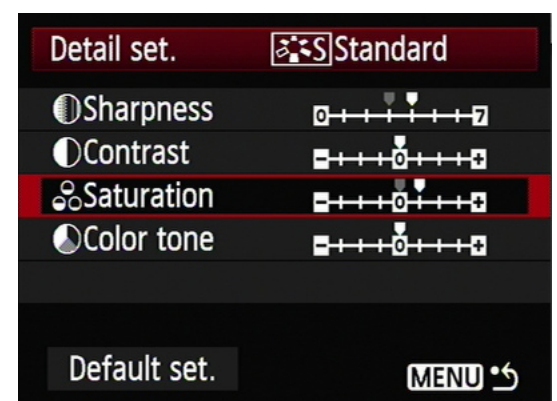 Detail set. S Standard
Sharpness 0 7
Contrast - 0 +
Saturation - 0 +
Color tone - 0 +
Default set. MENU